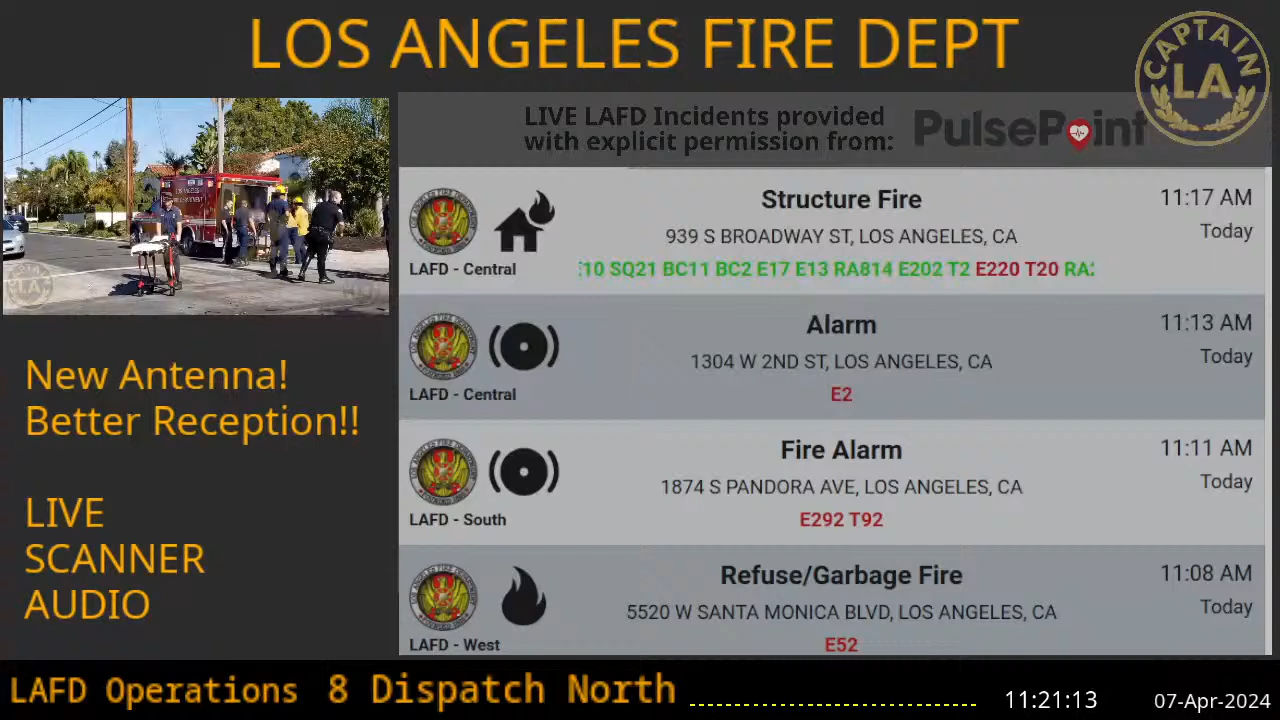 LOS ANGELES FIRE DEPT
CAPTAIN
LA
LIVE LAFD Incidents provided
with explicit permission from:
PulsePoint
Structure Fire
11:17 AM
939 S BROADWAY ST, LOS ANGELES, CA
Today
LAFD - Central
10 SQ21 BC11 BC2 E17 E13 RA814 E202 T2 E220 T20 RA
Alarm
11:13 AM
1304 W 2ND ST, LOS ANGELES, CA
Today
LAFD - Central
E2
Fire Alarm
11:11 AM
1874 S PANDORA AVE, LOS ANGELES, CA
Today
LAFD - South
E292 T92
Refuse/Garbage Fire
11:08 AM
5520 W SANTA MONICA BLVD, LOS ANGELES, CA
Today
LAFD - West
E52
New Antenna!
Better Reception!!
LIVE
SCANNER
AUDIO
LAFD Operations 8 Dispatch North
11:21:13
07-Apr-2024